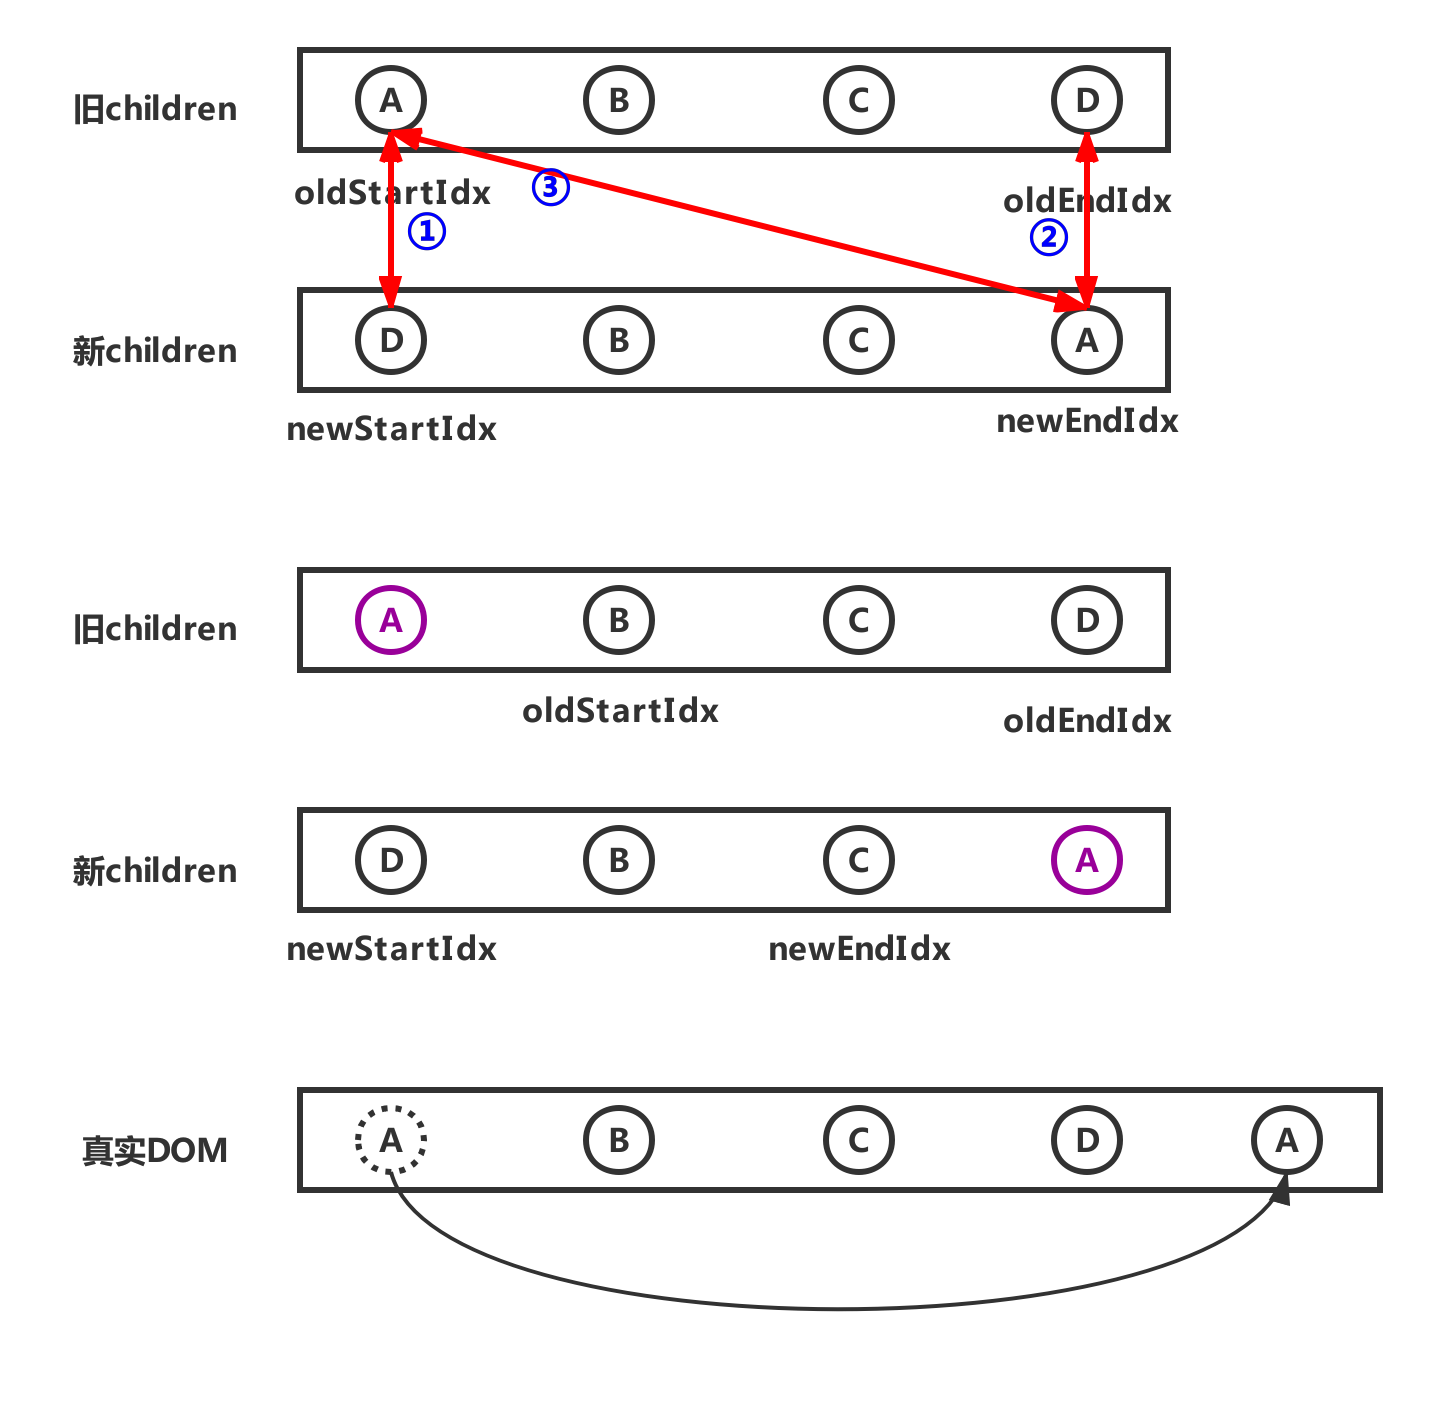 旧children A B C D
oldStartIdx ③ oldEndIdx
① ②
新children D B C A
newStartIdx newEndIdx
旧children A B C D
oldStartIdx oldEndIdx
新children D B C A
newStartIdx newEndIdx
真实DOM A B C D A